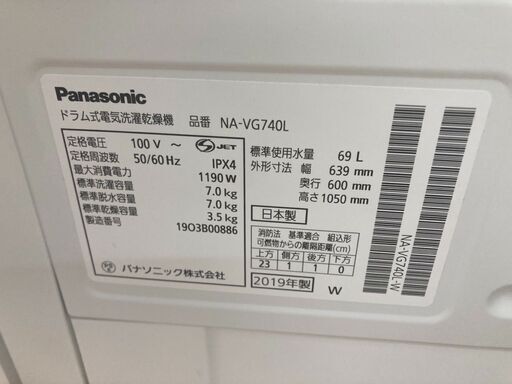 Panasonic
ドラム式電気洗濯乾燥機 品番 NA-VG740L
定格電圧 100 V ～ S JET
定格周波数 50/60 Hz IPX4
最大消費電力 1190 W
標準洗濯容量 7.0 kg
標準脱水容量 7.0 kg
標準乾燥容量 3.5 kg
製造番号 19O3B00886
パナソニック株式会社
標準使用水量 69 L
外形寸法 幅 639 mm
奥行 600 mm
高さ 1050 mm
日本製
消防法 基準適合 組込形
可燃物からの離隔距離(cm)
上方 側方 後方 下方
23 1 1 0
2019年製 W
NA-VG740L-W